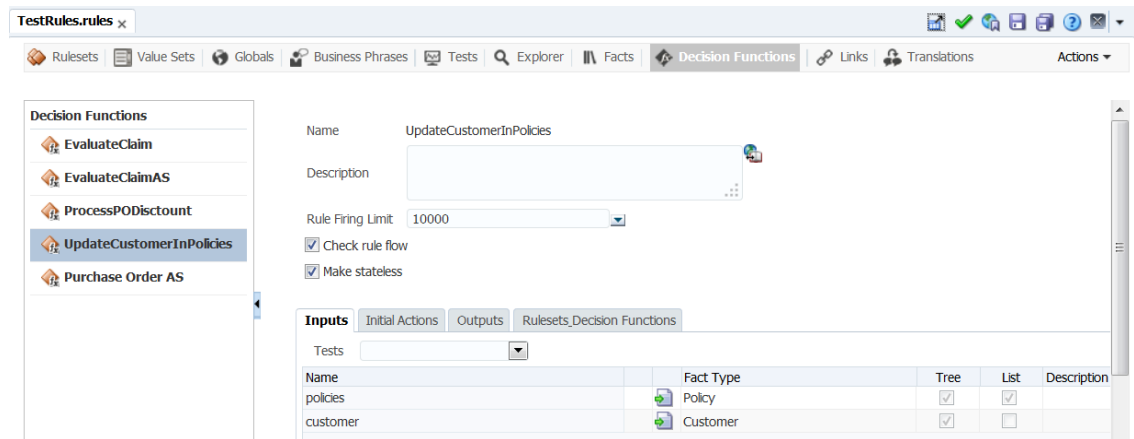 TestRules.rules
Rulesets Value Sets Globals Business Phrases Tests Explorer Facts Decision Functions Links Translations Actions
Decision Functions
EvaluateClaim
EvaluateClaimAS
ProcessPODisctount
UpdateCustomerInPolicies
Purchase Order AS
Name UpdateCustomerInPolicies
Description
Rule Firing Limit 10000
Check rule flow
Make stateless
Inputs Initial Actions Outputs Rulesets_Decision Functions
Tests
Name Fact Type Tree List Description
policies Policy
customer Customer